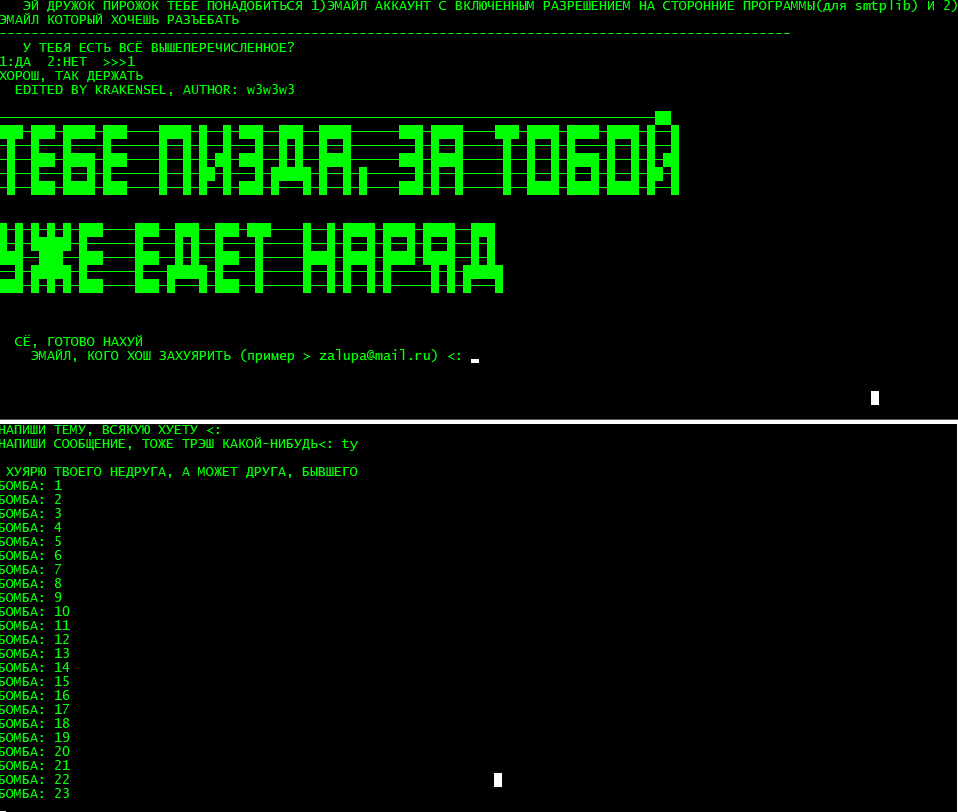 ЭЙ ДРУЖОК ПИРОЖОК ТЕБЕ ПОНАДОБИТЬСЯ 1)ЭМАЙЛ АККАУНТ С ВКЛЮЧЕННЫМ РАЗРЕШЕНИЕМ НА СТОРОННИЕ ПРОГРАММЫ(для smtplib) И 2)
ЭМАЙЛ КОТОРЫЙ ХОЧЕШЬ РАЗЪЕБАТЬ
У ТЕБЯ ЕСТЬ ВСЁ ВЫШЕПЕРЕЧИСЛЕННОЕ?
1:ДА 2:НЕТ >>>1
ХОРОШ, ТАК ДЕРЖАТЬ
EDITED BY KRAKENSEL, AUTHOR: w3w3w3
ТЕБЕ ПИЗДА, ЗА ТОБОЙ
УЖЕ ЕДЕТ НАРЯД
СЁ, ГОТОВО НАХУЙ
ЭМАЙЛ, КОГО ХОШ ЗАХУЯРИТЬ (пример > zalupa@mail.ru) <:
НАПИШИ ТЕМУ, ВСЯКУЮ ХУЕТУ <:
НАПИШИ СООБЩЕНИЕ, ТОЖЕ ТРЭШ КАКОЙ-НИБУДЬ<: ty
ХУЯРЮ ТВОЕГО НЕДРУГА, А МОЖЕТ ДРУГА, БЫВШЕГО
БОМБА: 1
БОМБА: 2
БОМБА: 3
БОМБА: 4
БОМБА: 5
БОМБА: 6
БОМБА: 7
БОМБА: 8
БОМБА: 9
БОМБА: 10
БОМБА: 11
БОМБА: 12
БОМБА: 13
БОМБА: 14
БОМБА: 15
БОМБА: 16
БОМБА: 17
БОМБА: 18
БОМБА: 19
БОМБА: 20
БОМБА: 21
БОМБА: 22
БОМБА: 23